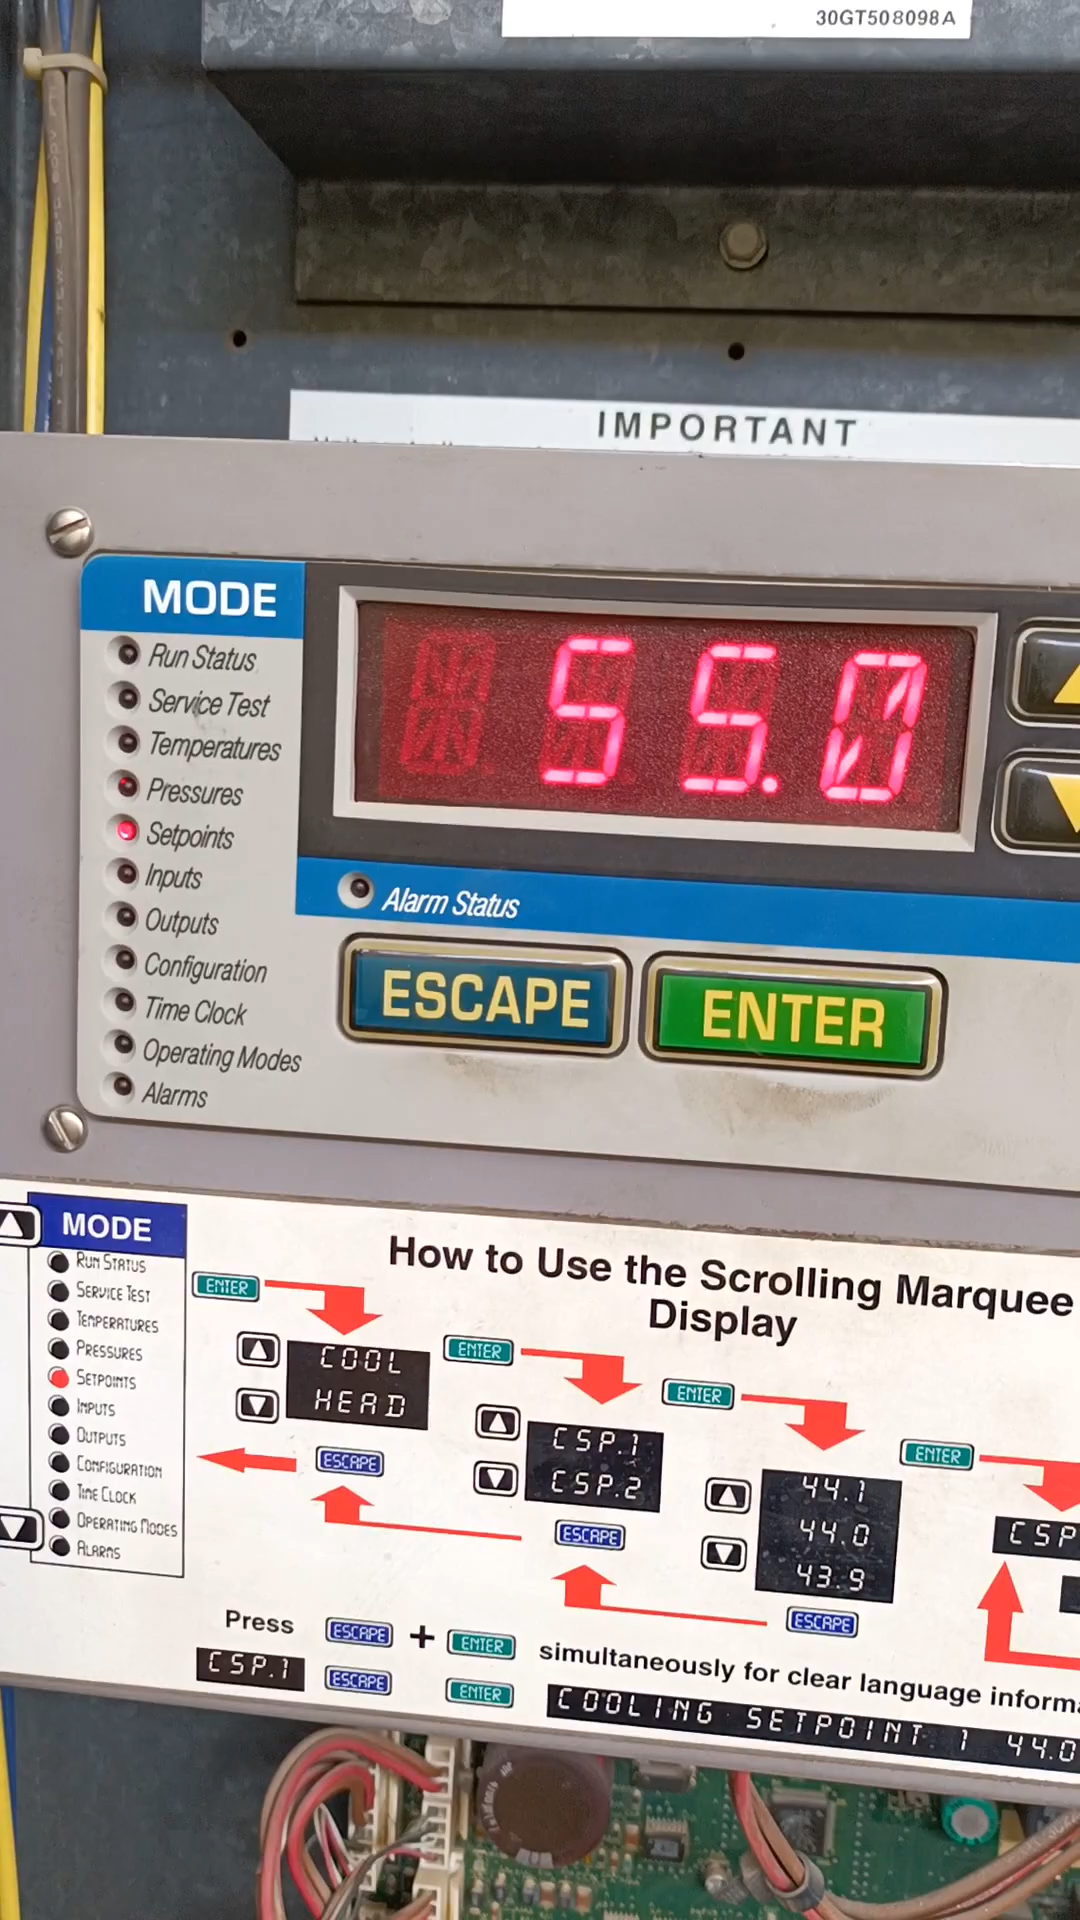 30GT508098A
IMPORTANT
MODE
Run Status
Service Test
Temperatures
Pressures
Setpoints
Inputs
Outputs
Configuration
Time Clock
Operating Modes
Alarms
55.0
Alarm Status
ESCAPE
ENTER
How to Use the Scrolling Marquee
Display
MODE
RUN STATUS
SERVICE TEST
TEMPERATURES
PRESSURES
SETPOINTS
INPUTS
OUTPUTS
CONFIGURATION
TIME CLOCK
OPERATING MODES
ALARMS
ENTER
COOL
HEAD
ESCAPE
ENTER
CSP.1
CSP.2
ESCAPE
ENTER
44.1
44.0
43.9
ESCAPE
ENTER
CSP
Press ESCAPE + ENTER simultaneously for clear language informa
CSP.1 ESCAPE ENTER COOLING SETPOINT 1 44.0